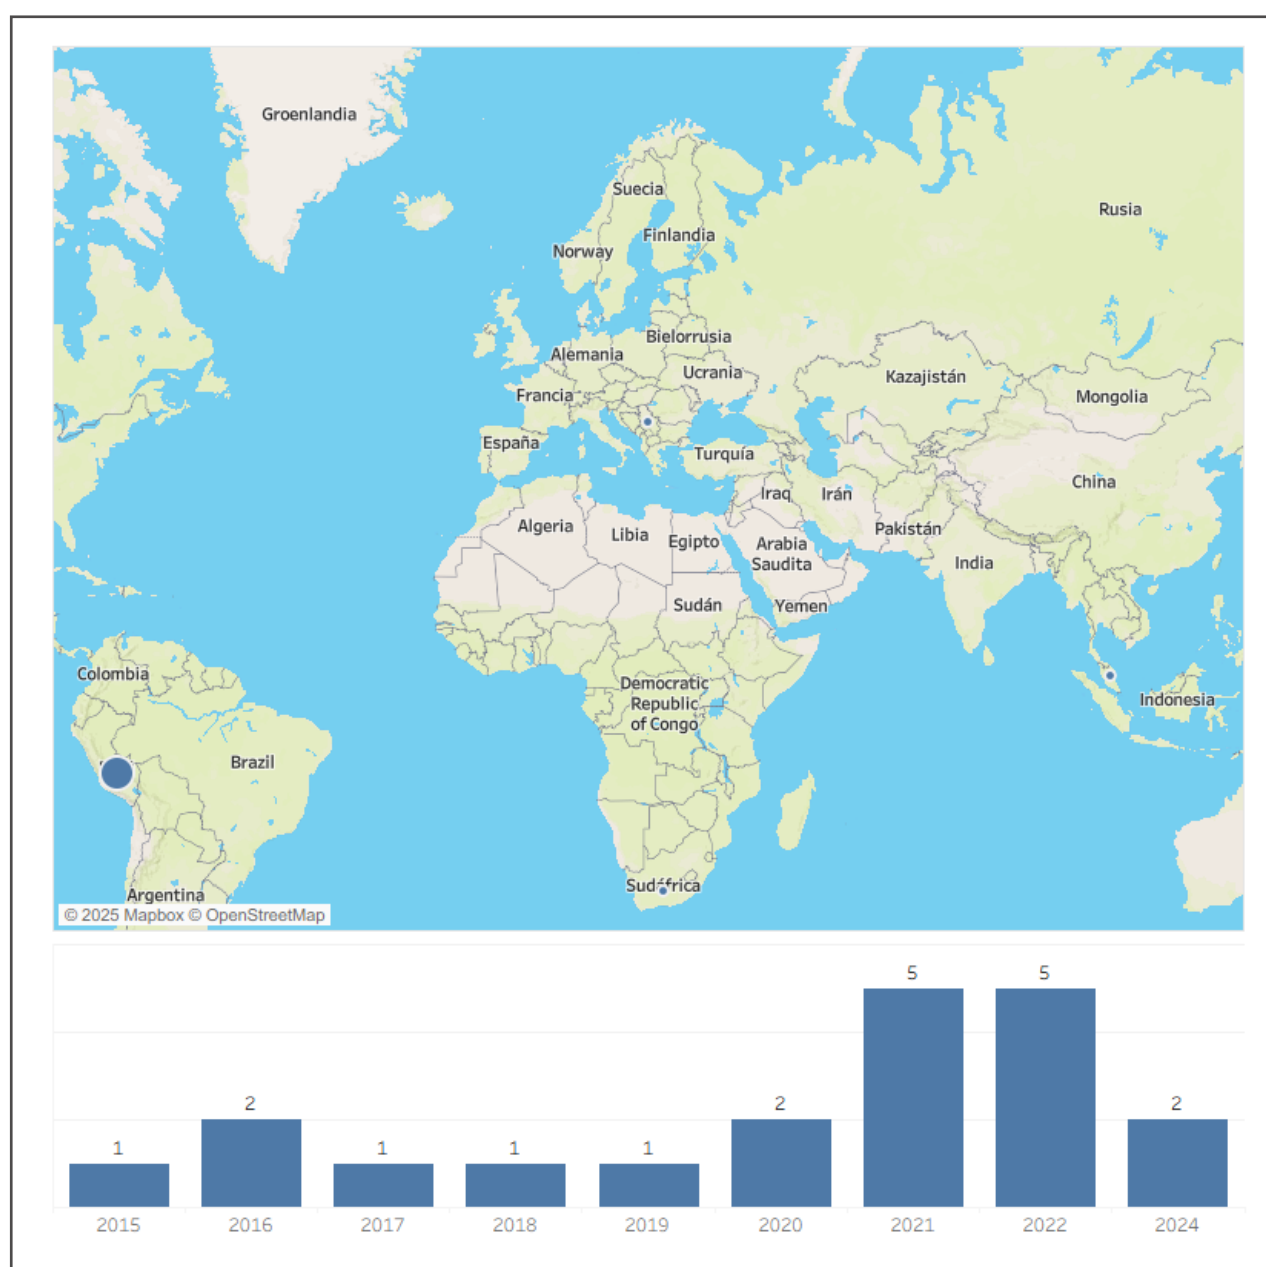 Groenlandia
Suecia
Rusia
Finlandia
Norway
Bielorrusia
Alemania
Ucrania
Kazajistán
Francia
Mongolia
España
Turquía
China
Iraq
Irán
Algeria
Libia
Egipto
Pakistán
Arabia
Saudita
India
Sudán
Yemen
Colombia
Democratic
Republic
of Congo
Indonesia
Brazil
Sudáfrica
Argentina
© 2025 Mapbox © OpenStreetMap
5 5
2 2 2
1 1 1 1
2015 2016 2017 2018 2019 2020 2021 2022 2024